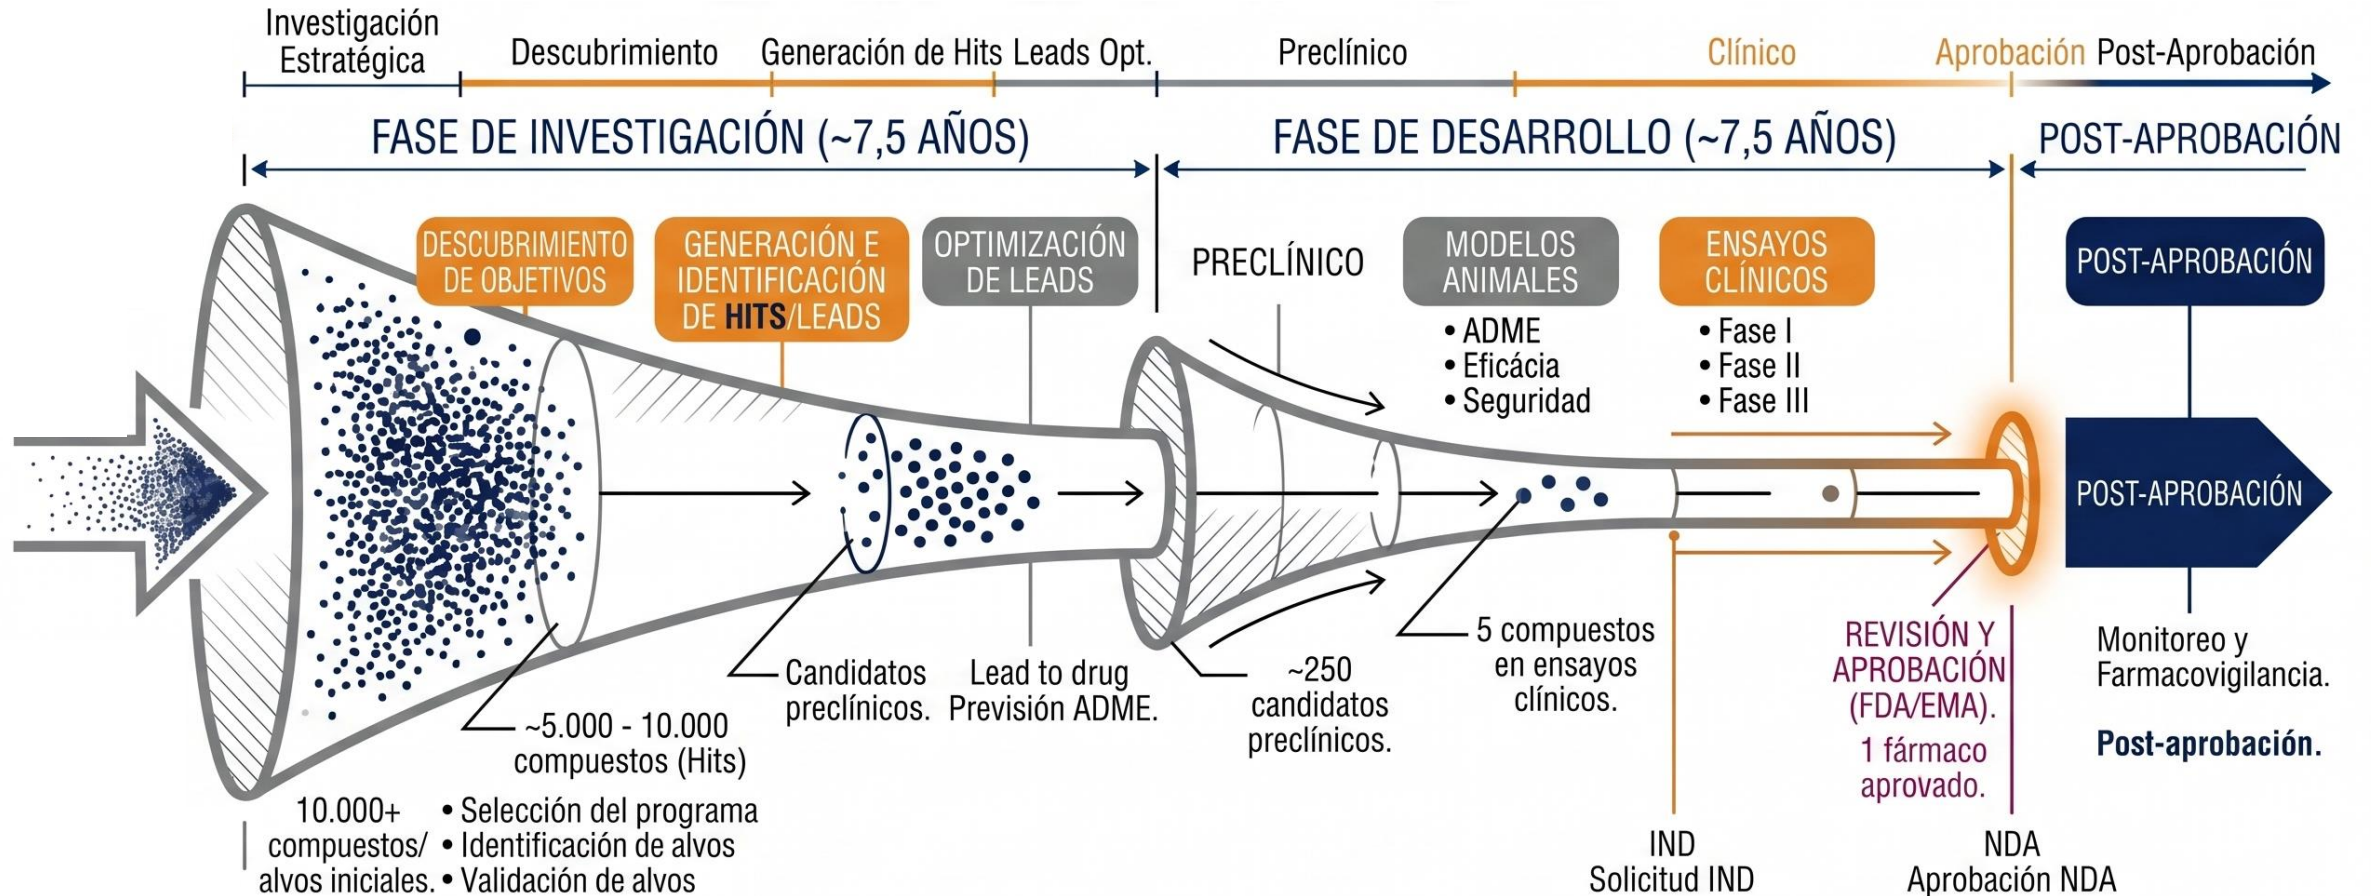 Investigación
Estratégica
Descubrimiento
Generación de Hits
Leads Opt.
Preclínico
Clínico
Aprobación
Post-Aprobación
FASE DE INVESTIGACIÓN (~7,5 AÑOS)
FASE DE DESARROLLO (~7,5 AÑOS)
POST-APROBACIÓN
DESCUBRIMIENTO
DE OBJETIVOS
GENERACIÓN E
IDENTIFICACIÓN
DE HITS/LEADS
OPTIMIZACIÓN
DE LEADS
PRECLÍNICO
MODELOS
ANIMALES
• ADME
• Eficácia
• Seguridad
ENSAYOS
CLÍNICOS
• Fase I
• Fase II
• Fase III
POST-APROBACIÓN
POST-APROBACIÓN
~5.000 - 10.000
compuestos (Hits)
Candidatos
preclínicos.
Lead to drug
Previsión ADME.
~250
candidatos
preclínicos.
5 compuestos
en ensayos
clínicos.
REVISIÓN Y
APROBACIÓN
(FDA/EMA).
1 fármaco
aprovado.
Monitoreo y
Farmacovigilancia.
Post-aprobación.
10.000+
compuestos/
alvos iniciales.
• Selección del programa
• Identificación de alvos
• Validación de alvos
IND
Solicitud IND
NDA
Aprobación NDA